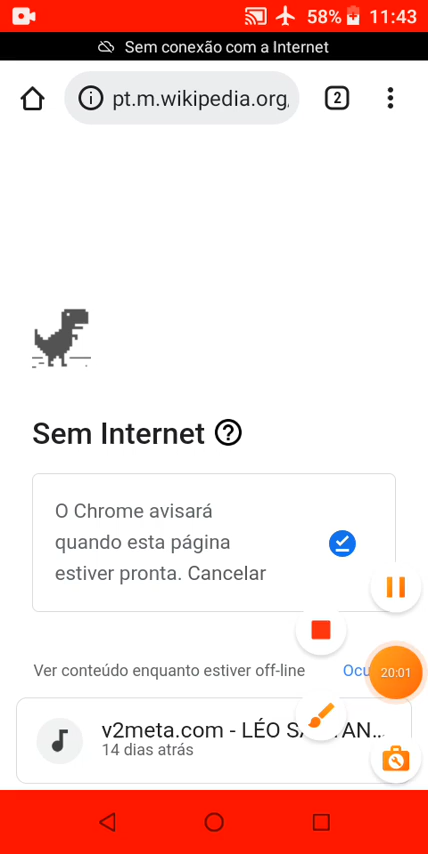 58% 11:43
Sem conexão com a Internet
pt.m.wikipedia.org, 2
Sem Internet
O Chrome avisará
quando esta página
estiver pronta. Cancelar
Ver conteúdo enquanto estiver off-line
20:01
v2meta.com - LÉO
14 dias atrás